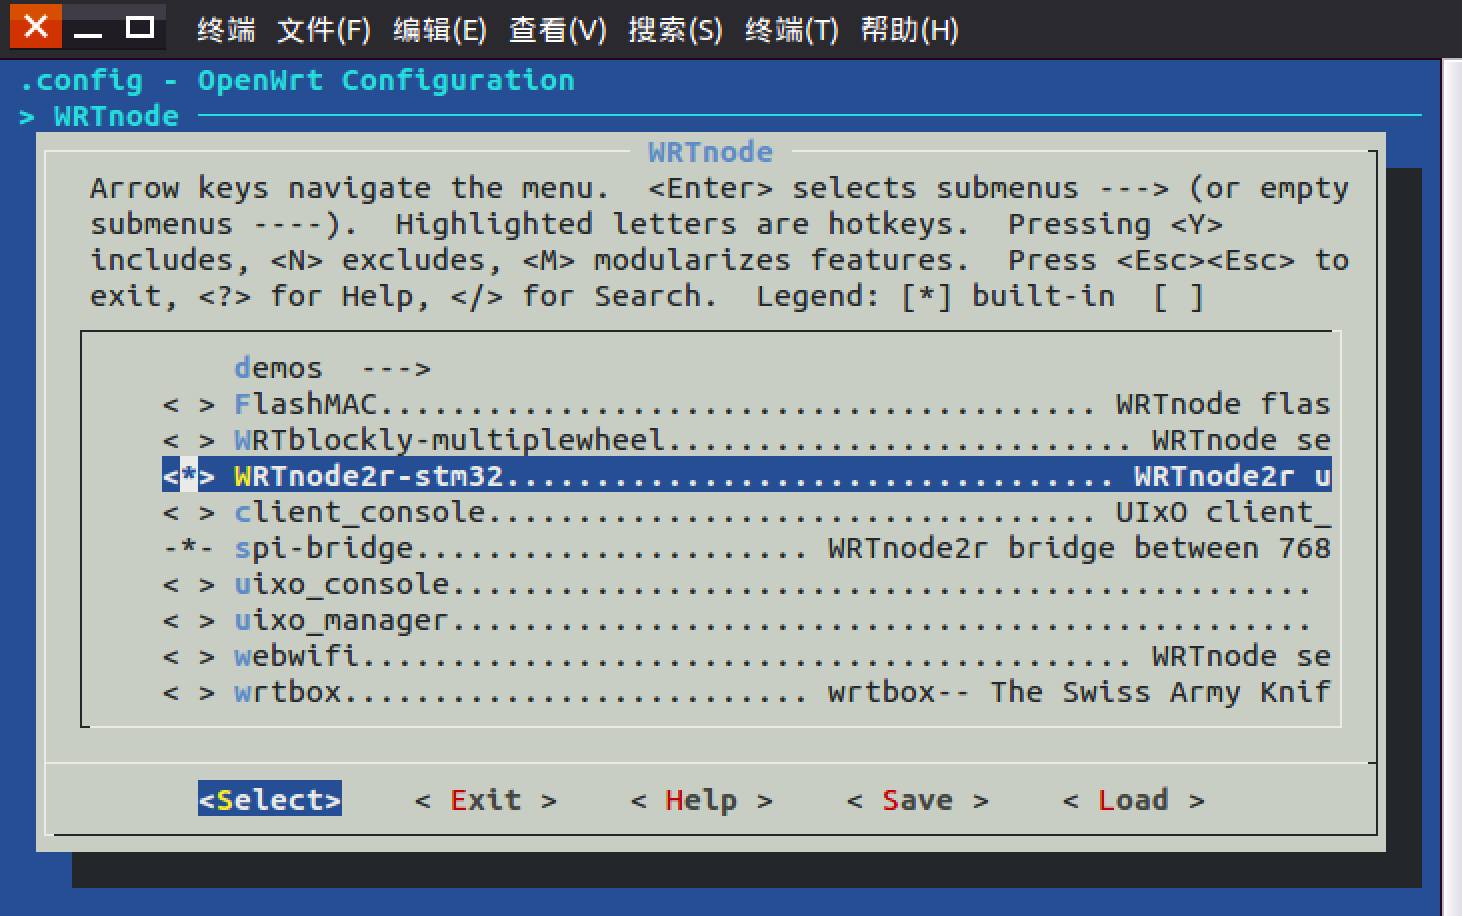 终端 文件(F) 编辑(E) 查看(V) 搜索(S) 终端(T) 帮助(H)
.config - OpenWrt Configuration
> WRTnode
WRTnode
Arrow keys navigate the menu.  <Enter> selects submenus ---> (or empty
submenus ----).  Highlighted letters are hotkeys.  Pressing <Y>
includes, <N> excludes, <M> modularizes features.  Press <Esc><Esc> to
exit, <?> for Help, </> for Search.  Legend: [*] built-in  [ ]
demos  --->
< > FlashMAC........................................ WRTnode flas
< > WRTblockly-multiplewheel.......................... WRTnode se
<*> WRTnode2r-stm32.................................. WRTnode2r u
< > client_console.................................. UIxO client_
-*- spi-bridge...................... WRTnode2r bridge between 768
< > uixo_console................................................
< > uixo_manager................................................
< > webwifi........................................... WRTnode se
< > wrtbox.......................... wrtbox-- The Swiss Army Knif
<Select>    < Exit >    < Help >    < Save >    < Load >